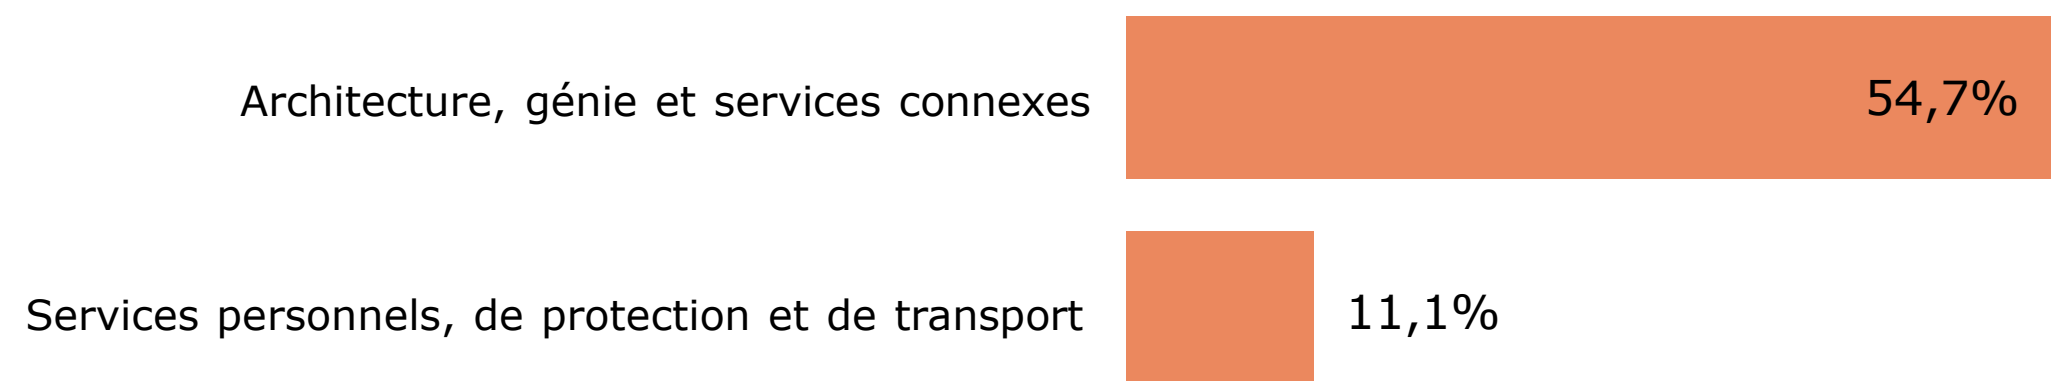 Architecture, génie et services connexes 54,7%
Services personnels, de protection et de transport 11,1%